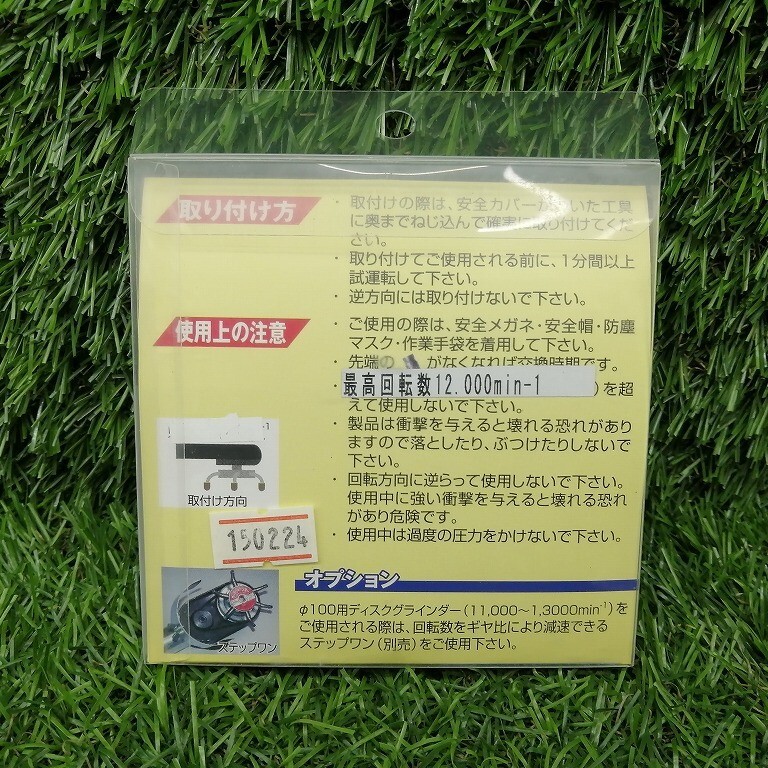 取り付け方
・ 取付けの際は、安全カバーが付いた工具
に奥までねじ込んで確実に取り付けてくだ
さい。
・ 取り付けてご使用される前に、1分間以上
試運転して下さい。
・ 逆方向には取り付けないで下さい。
使用上の注意
・ ご使用の際は、安全メガネ・安全帽・防塵
マスク・作業手袋を着用して下さい。
・ 先端の がなくなれば交換時期です。
・ 最高回転数12.000min-1 )を超
えて使用しないで下さい。
・ 製品は衝撃を与えると壊れる恐れがあり
ますので落としたり、ぶつけたりしないで
下さい。
・ 回転方向に逆らって使用しないで下さい。
使用中に強い衝撃を与えると壊れる恐れ
があり危険です。
・ 使用中は過度の圧力をかけないで下さい。
取付け方向
150224
オプション
φ100用ディスクグラインダー(11,000〜1,3000min-1)を
ご使用される際は、回転数をギヤ比により減速できる
ステップワン(別売)をご使用下さい。
ステップワン